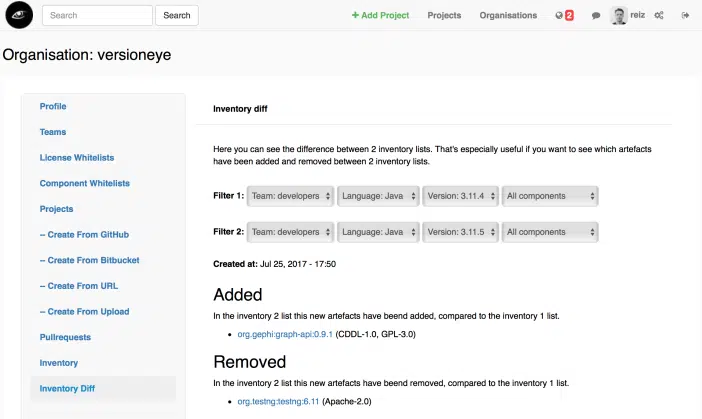 Search Search + Add Project Projects Organisations 2 reiz
Organisation: versioneye
Profile
Teams
License Whitelists
Component Whitelists
Projects
-- Create From GitHub
-- Create From Bitbucket
-- Create From URL
-- Create From Upload
Pullrequests
Inventory
Inventory Diff
Inventory diff
Here you can see the difference between 2 inventory lists. That's especially useful if you want to see which artefacts
have been added and removed between 2 inventory lists.
Filter 1: Team: developers Language: Java Version: 3.11.4 All components
Filter 2: Team: developers Language: Java Version: 3.11.5 All components
Created at: Jul 25, 2017 - 17:50
Added
In the inventory 2 list this new artefacts have beend added, compared to the inventory 1 list.
• org.gephi:graph-api:0.9.1 (CDDL-1.0, GPL-3.0)
Removed
In the inventory 2 list this new artefacts have beend removed, compared to the inventory 1 list.
• org.testng:testng:6.11 (Apache-2.0)